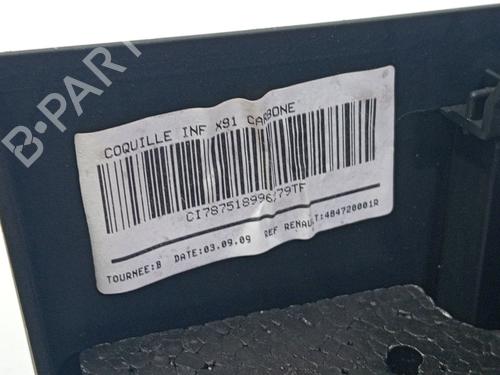 COQUILLE INF X91 CARBONE
CI787518996/79TF
TOURNEE:B DATE:03.09.09 REF RENAULT:484720001R
B-PARTS